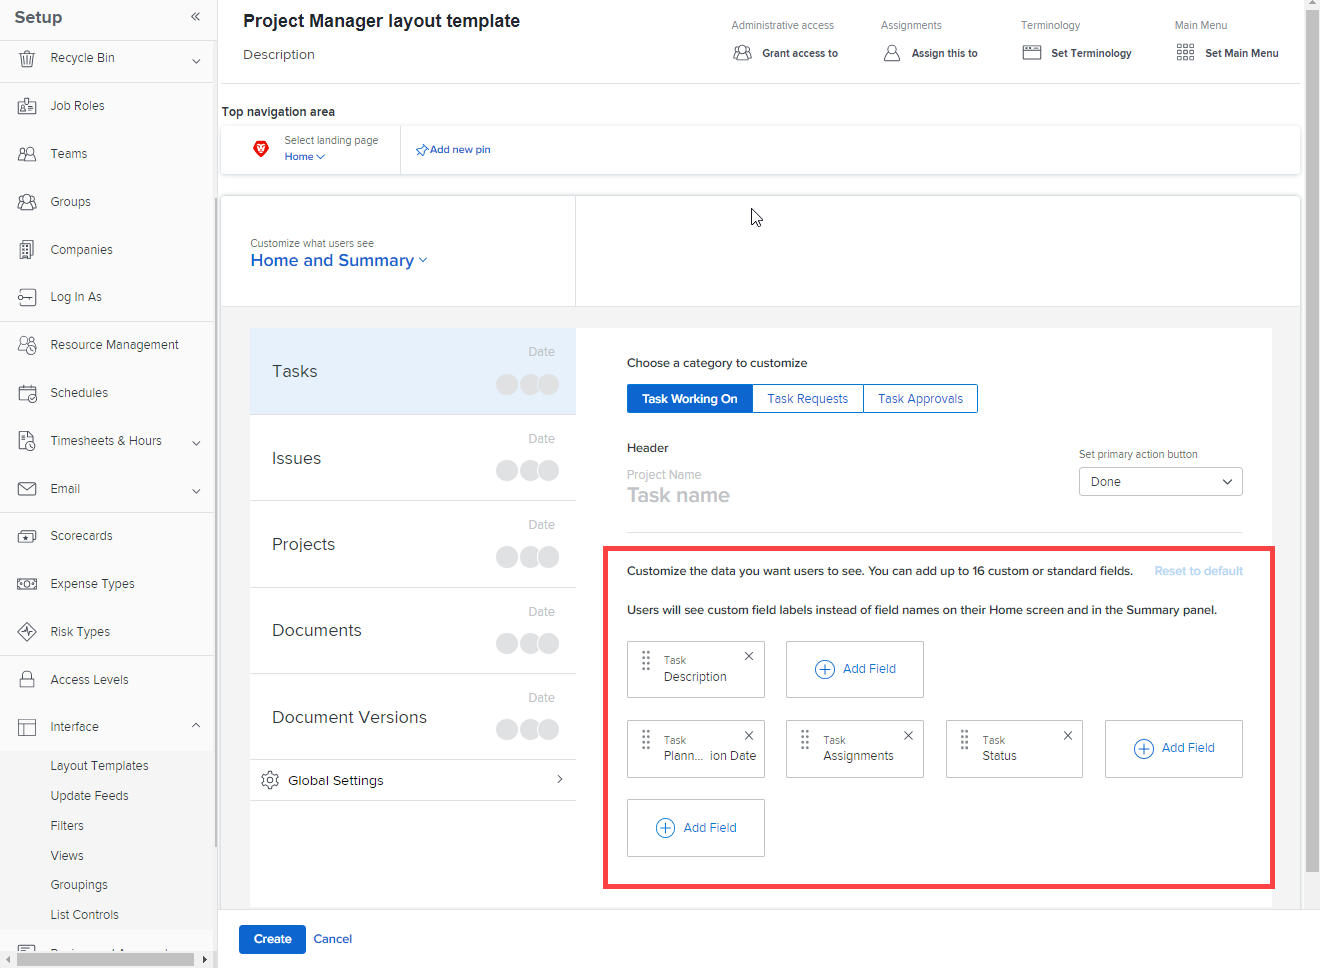 Setup
Recycle Bin
Job Roles
Teams
Groups
Companies
Log In As
Resource Management
Schedules
Timesheets & Hours
Email
Scorecards
Expense Types
Risk Types
Access Levels
Interface
Layout Templates
Update Feeds
Filters
Views
Groupings
List Controls
Project Manager layout template
Description
Administrative access
Grant access to
Assignments
Assign this to
Terminology
Set Terminology
Main Menu
Set Main Menu
Top navigation area
Select landing page
Home
Add new pin
Customize what users see
Home and Summary
Tasks
Date
Issues
Date
Projects
Date
Documents
Date
Document Versions
Date
Global Settings
Choose a category to customize
Task Working On
Task Requests
Task Approvals
Header
Project Name
Task name
Set primary action button
Done
Customize the data you want users to see. You can add up to 16 custom or standard fields.
Reset to default
Users will see custom field labels instead of field names on their Home screen and in the Summary panel.
Task
Description
Add Field
Task
Plann... ion Date
Task
Assignments
Task
Status
Add Field
Add Field
Create
Cancel